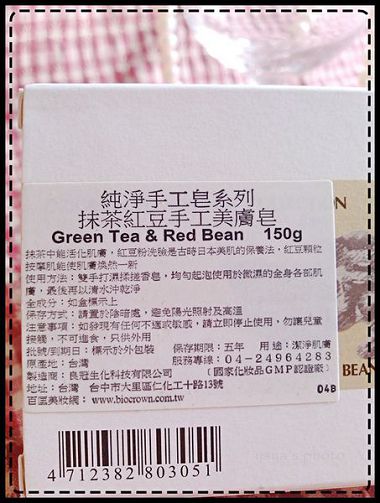 純淨手工皂系列
抹茶紅豆手工美膚皂
Green Tea & Red Bean 150g
抹茶中能活化肌膚，紅豆粉洗臉是古時日本美肌的保養法，紅豆顆粒
按摩肌能使肌膚煥然一新
使用方法：雙手打濕搓揉香皂，均勻起泡使用於微濕的全身各部肌
膚，最後再以清水沖乾淨
全成分：如盒標示上
保存方式：請置於陰暗處，避免陽光照射及高溫
注意事項：如發現有任何不適或敏感，請立即停止使用，勿讓兒童
接觸，不可進食，只供外用
批號/到期日：標示於外包裝 保存期限：五年 用途：潔淨肌膚
原產地：台灣 服務專線：04-24964283
製造商：良冠生化科技有限公司 （國家化妝品GMP認證廠）
地址：台灣 台中市大里區仁化工十路13號
百匡美妝網：www.biocrown.com.tw
04B
4 712382 803051
ON
BEAN